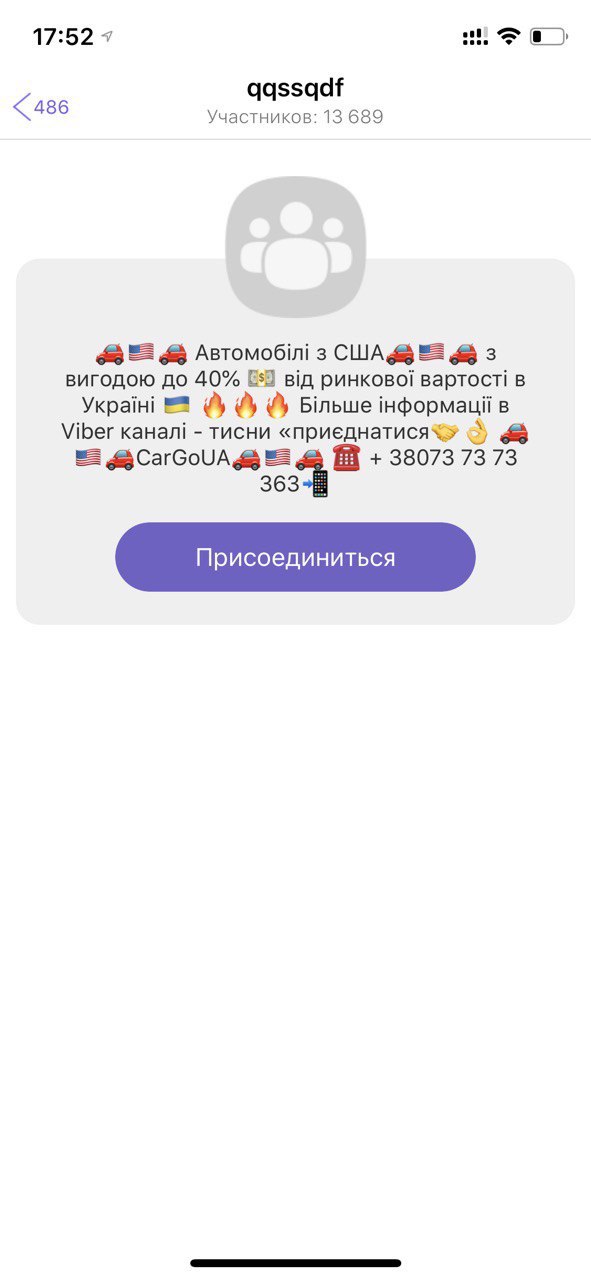 17:52
486
qqssqdf
Участников: 13 689
🚗🇺🇸🚗 Автомобілі з США🚗🇺🇸🚗 з
вигодою до 40% 💵 від ринкової вартості в
Україні 🇺🇦 🔥🔥🔥 Більше інформації в
Viber каналі - тисни «приєднатися🤝👌🚗
🇺🇸🚗CarGoUA🚗🇺🇸🚗☎️ + 38073 73 73
363📲
Присоединиться